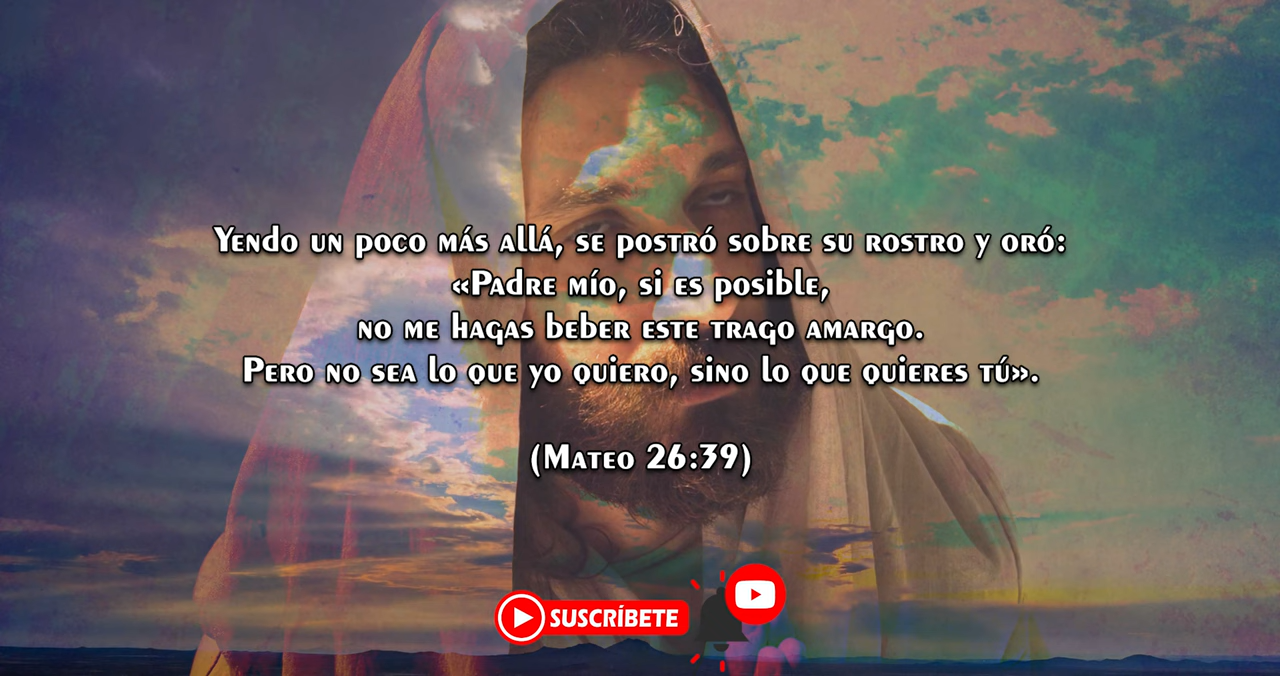 Yendo un poco más allá, se postró sobre su rostro y oró:
«Padre mío, si es posible,
no me hagas beber este trago amargo.
Pero no sea lo que yo quiero, sino lo que quieres tú».
(Mateo 26:39)
SUSCRÍBETE